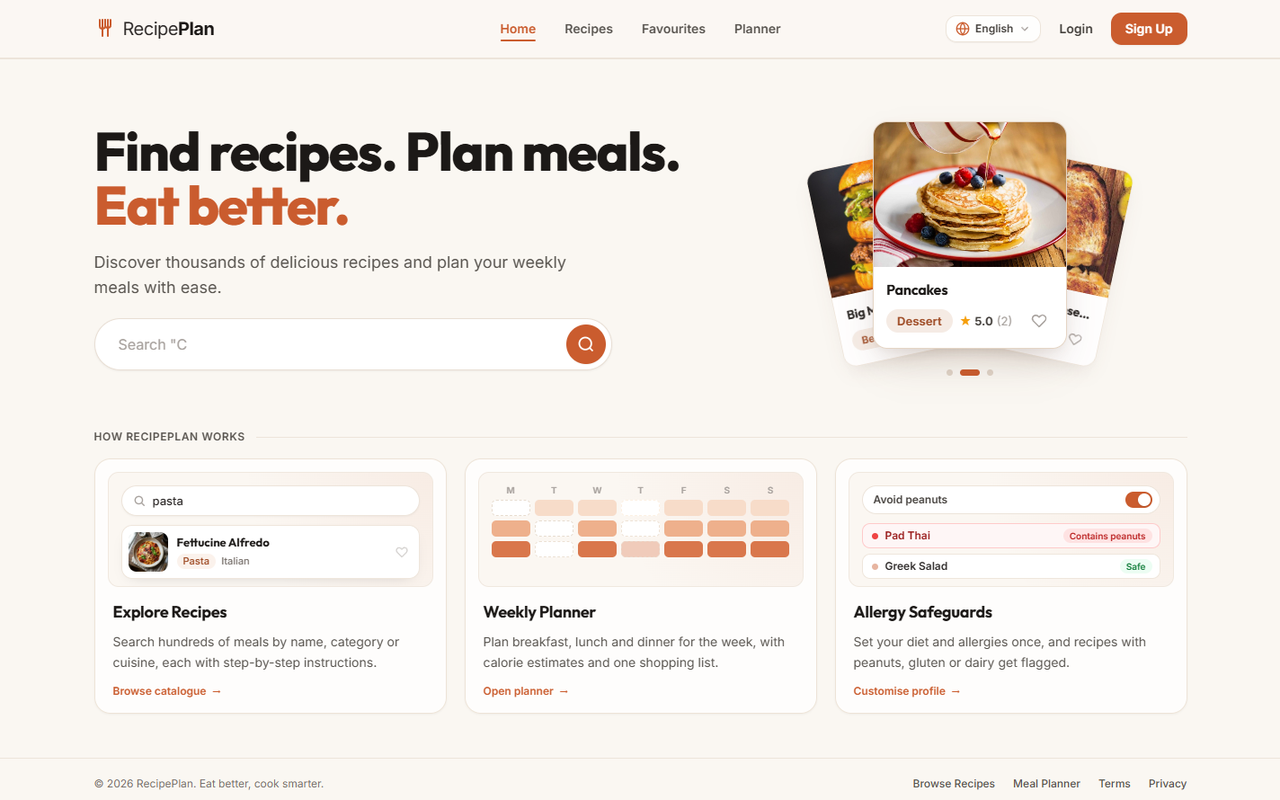 RecipePlan
Home Recipes Favourites Planner
English
Login
Sign Up
Find recipes. Plan meals.
Eat better.
Discover thousands of delicious recipes and plan your weekly
meals with ease.
Search "C
Big
Pancakes
Dessert ★ 5.0 (2)
Be
se...
HOW RECIPEPLAN WORKS
pasta
Fettucine Alfredo
Pasta Italian
Explore Recipes
Search hundreds of meals by name, category or
cuisine, each with step-by-step instructions.
Browse catalogue →
M T W T F S S
Weekly Planner
Plan breakfast, lunch and dinner for the week, with
calorie estimates and one shopping list.
Open planner →
Avoid peanuts
Pad Thai Contains peanuts
Greek Salad Safe
Allergy Safeguards
Set your diet and allergies once, and recipes with
peanuts, gluten or dairy get flagged.
Customise profile →
© 2026 RecipePlan. Eat better, cook smarter.
Browse Recipes Meal Planner Terms Privacy